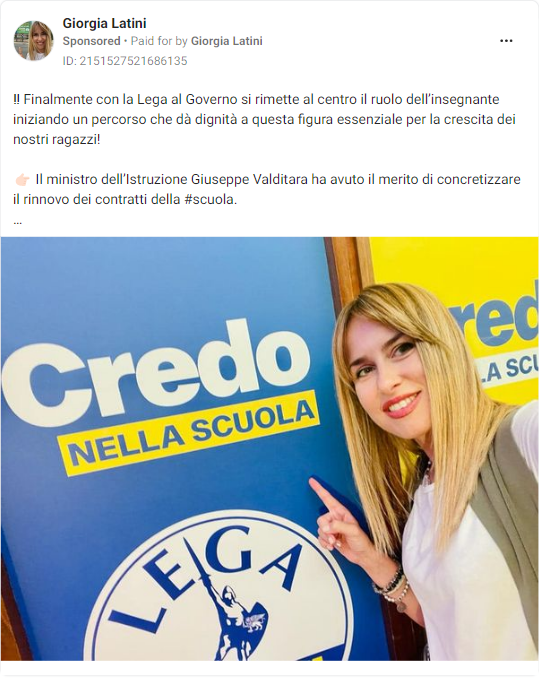 Giorgia Latini
Sponsored • Paid for by Giorgia Latini
ID: 2151527521686135
‼ Finalmente con la Lega al Governo si rimette al centro il ruolo dell’insegnante
iniziando un percorso che dà dignità a questa figura essenziale per la crescita dei
nostri ragazzi!
👉🏻 Il ministro dell’Istruzione Giuseppe Valditara ha avuto il merito di concretizzare
il rinnovo dei contratti della #scuola.
...
Credo
NELLA SCUOLA
LEGA
red
LA SCU